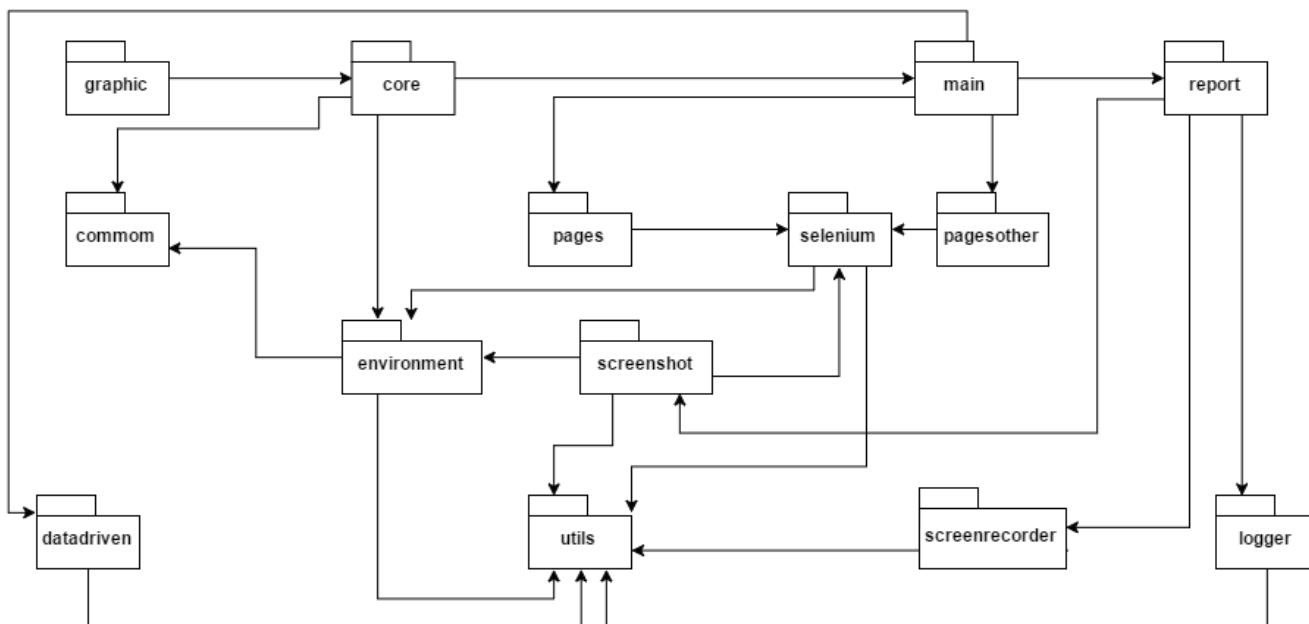 graphic
core
main
report
commom
pages
selenium
pagesother
environment
screenshot
datadriven
utils
screenrecorder
logger